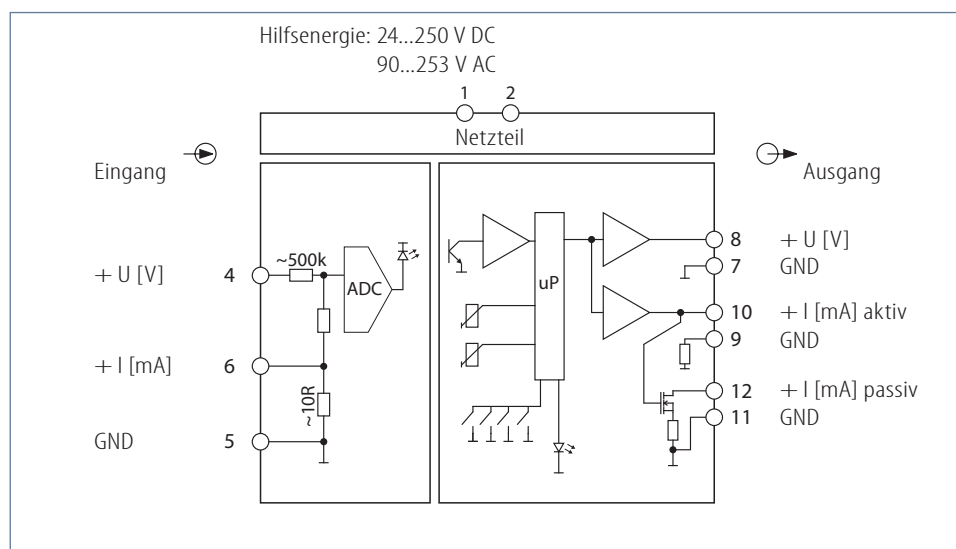 Hilfsenergie: 24...250 V DC
90...253 V AC
1 2
Netzteil
Eingang
Ausgang
+ U [V] 4 ~500k
ADC
uP
8 + U [V]
7 GND
10 + I [mA] aktiv
9 GND
+ I [mA] 6
~10R
12 + I [mA] passiv
11 GND
GND 5